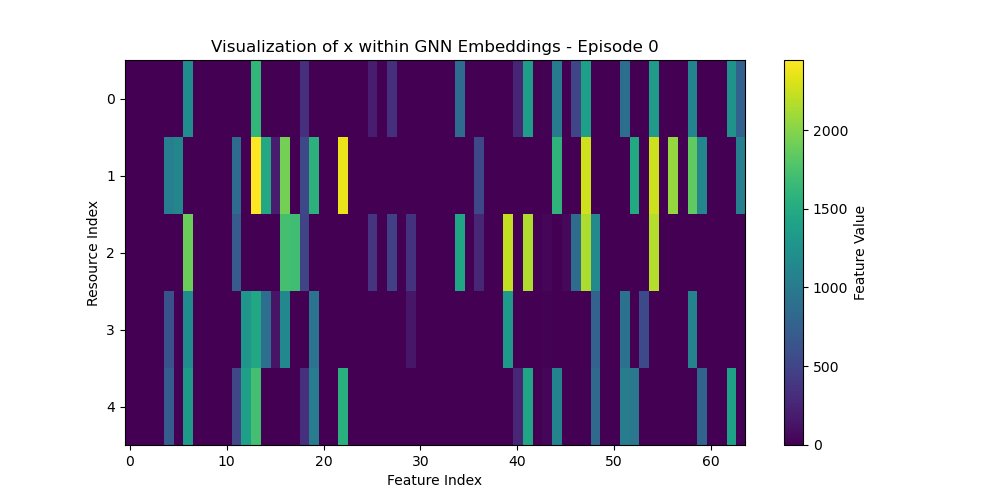 Visualization of x within GNN Embeddings - Episode 0
Resource Index
0
1
2
3
4
0 10 20 30 40 50 60
Feature Index
2000
1500
1000
500
0
Feature Value